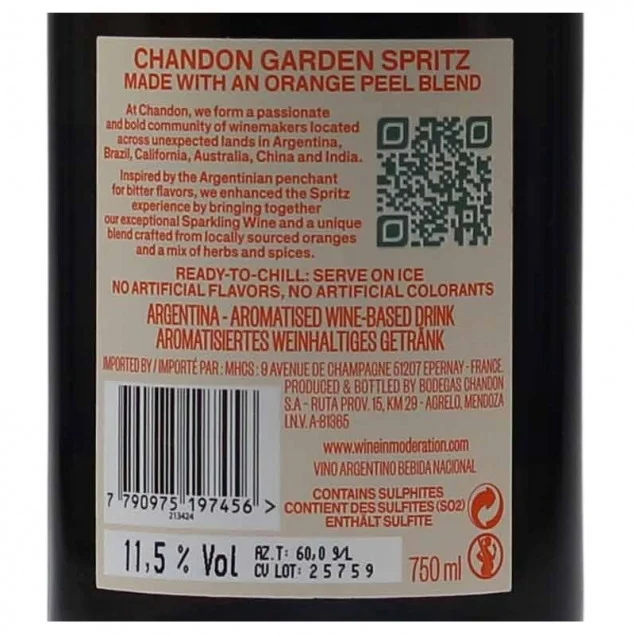 CHANDON GARDEN SPRITZ
MADE WITH AN ORANGE PEEL BLEND
At Chandon, we form a passionate
and bold community of winemakers located
across unexpected lands in Argentina,
Brazil, California, Australia, China and India.
Inspired by the Argentinian penchant
for bitter flavors, we enhanced the Spritz
experience by bringing together
our exceptional Sparkling Wine and a unique
blend crafted from locally sourced oranges
and a mix of herbs and spices.
READY-TO-CHILL: SERVE ON ICE
NO ARTIFICIAL FLAVORS, NO ARTIFICIAL COLORANTS
ARGENTINA - AROMATISED WINE-BASED DRINK
AROMATISIERTES WEINHALTIGES GETRÄNK
IMPORTED BY / IMPORTÉ PAR : MHCS : 9 AVENUE DE CHAMPAGNE 51207 EPERNAY - FRANCE.
PRODUCED & BOTTLED BY BODEGAS CHANDON
S.A - RUTA PROV. 15, KM 29 - AGRELO, MENDOZA
I.N.V. A-81365
www.wineinmoderation.com
VINO ARGENTINO BEBIDA NACIONAL
7 790975 197456 >
213424
CONTAINS SULPHITES
CONTIENT DES SULFITES (SO2)
ENTHÄLT SULFITE
11,5 % Vol
AZ.T: 60,0 g/L
CU LOT: 25759
750 ml